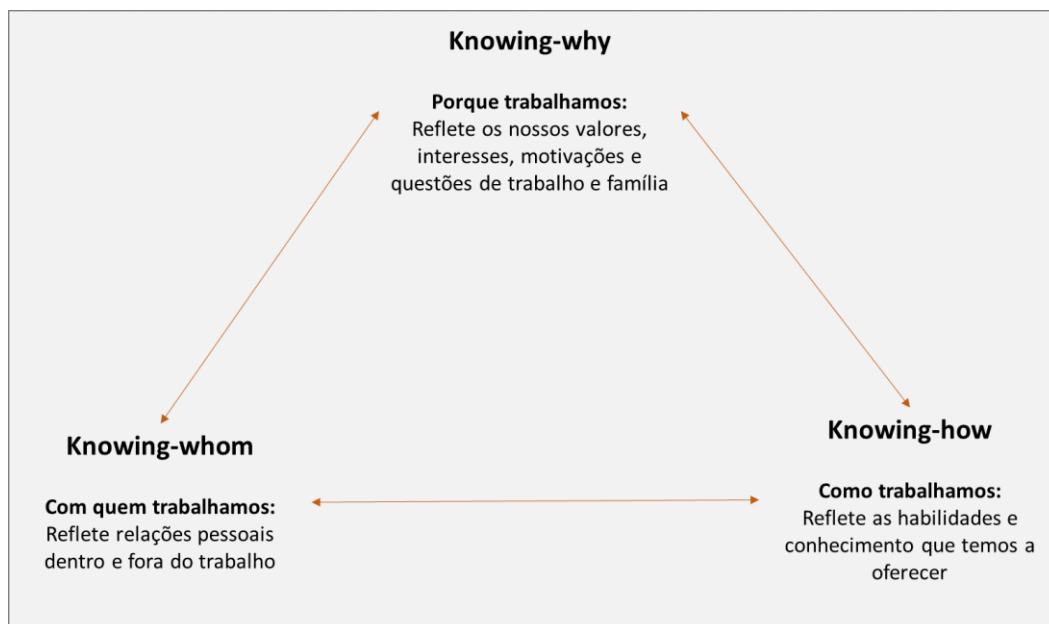 Knowing-why
Porque trabalhamos:
Reflete os nossos valores,
interesses, motivações e
questões de trabalho e família
Knowing-whom
Com quem trabalhamos:
Reflete relações pessoais
dentro e fora do trabalho
Knowing-how
Como trabalhamos:
Reflete as habilidades e
conhecimento que temos a
oferecer